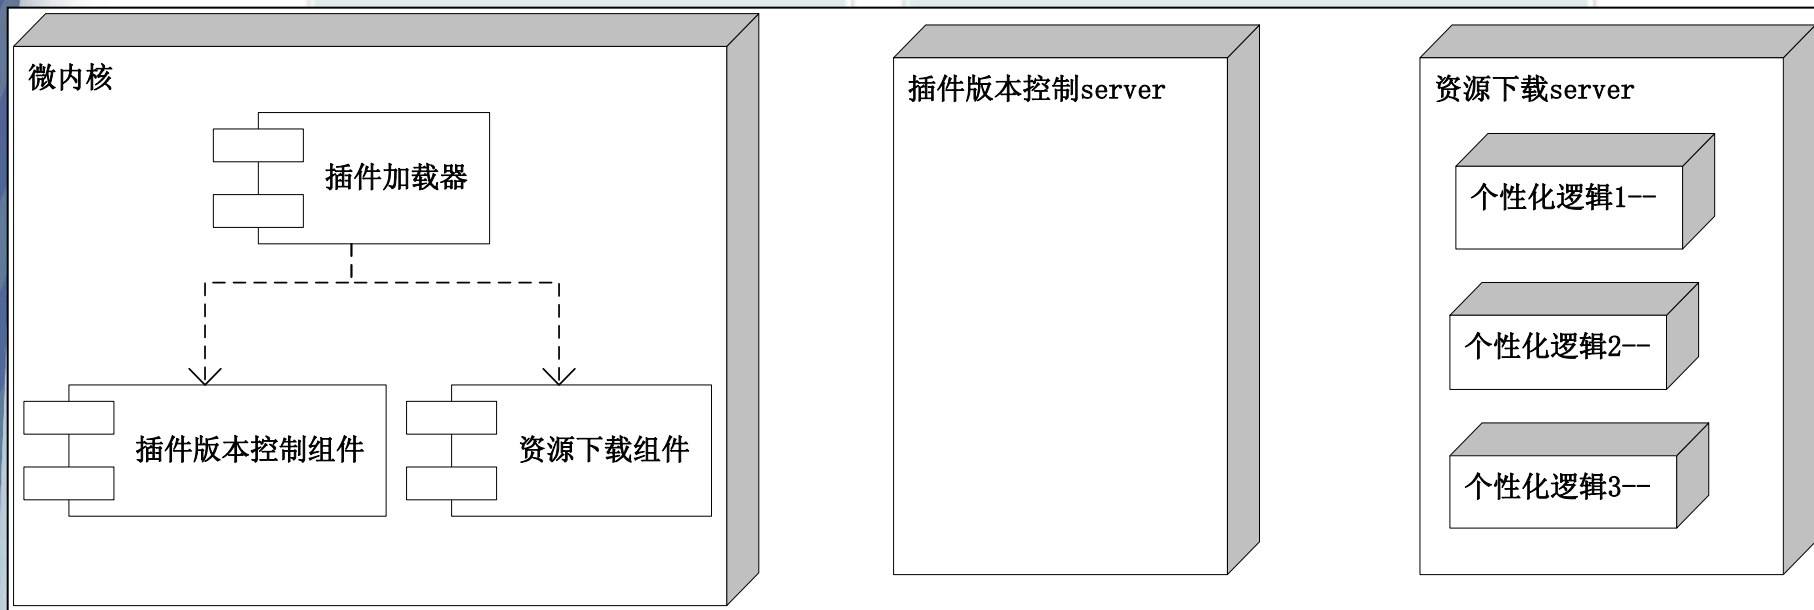 微内核
插件加载器
插件版本控制组件
资源下载组件
插件版本控制server
资源下载server
个性化逻辑1--
个性化逻辑2--
个性化逻辑3--